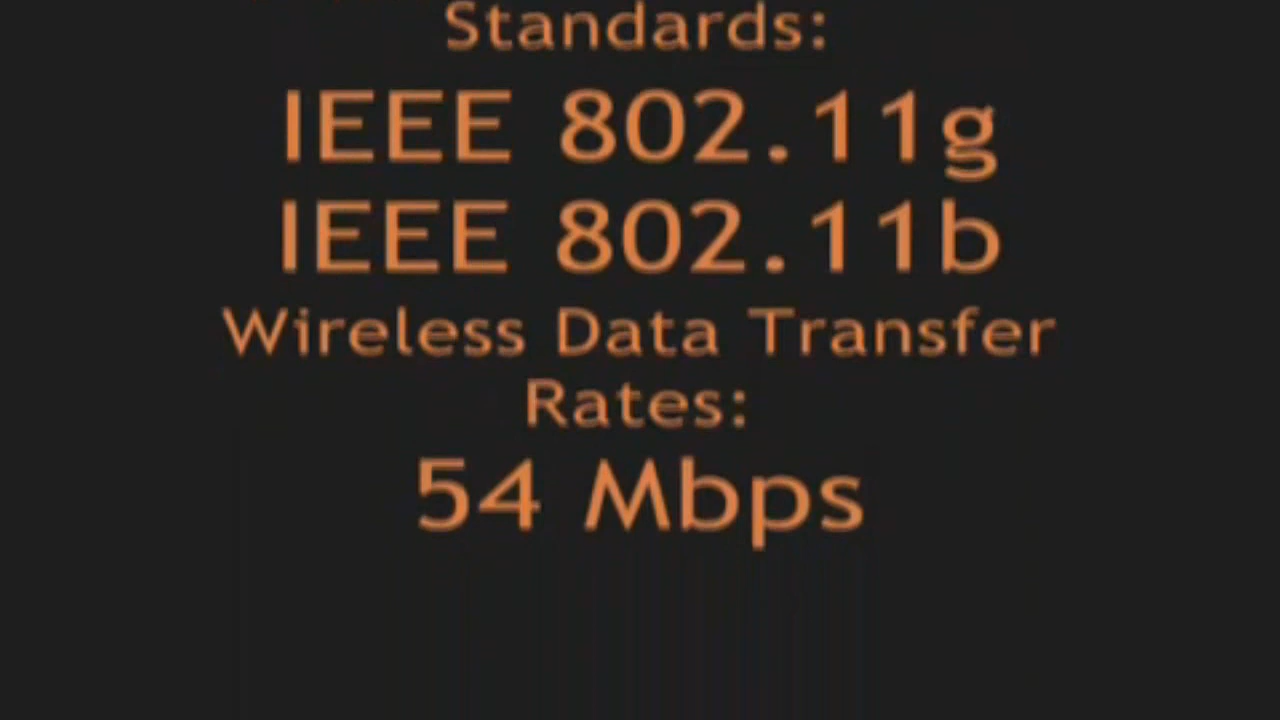 Standards:
IEEE 802.11g
IEEE 802.11b
Wireless Data Transfer
Rates:
54 Mbps